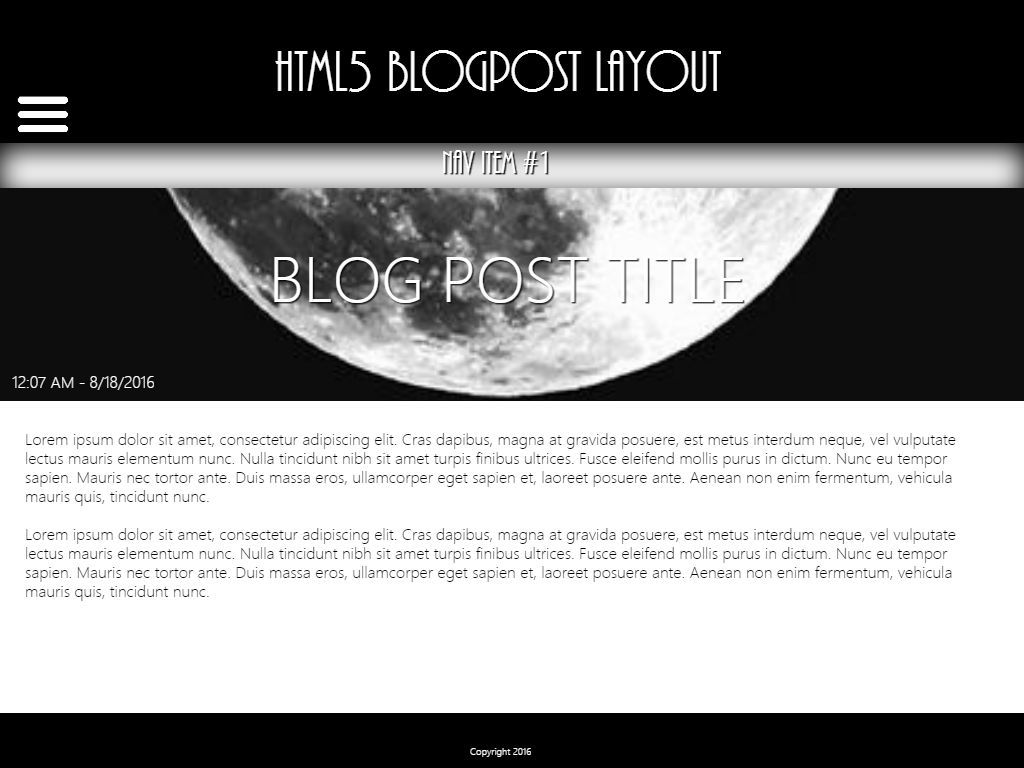 HTML5 BLOGPOST LAYOUT
NAV ITEM #1
BLOG POST TITLE
12:07 AM - 8/18/2016
Lorem ipsum dolor sit amet, consectetur adipiscing elit. Cras dapibus, magna at gravida posuere, est metus interdum neque, vel vulputate
lectus mauris elementum nunc. Nulla tincidunt nibh sit amet turpis finibus ultrices. Fusce eleifend mollis purus in dictum. Nunc eu tempor
sapien. Mauris nec tortor ante. Duis massa eros, ullamcorper eget sapien et, laoreet posuere ante. Aenean non enim fermentum, vehicula
mauris quis, tincidunt nunc.
Lorem ipsum dolor sit amet, consectetur adipiscing elit. Cras dapibus, magna at gravida posuere, est metus interdum neque, vel vulputate
lectus mauris elementum nunc. Nulla tincidunt nibh sit amet turpis finibus ultrices. Fusce eleifend mollis purus in dictum. Nunc eu tempor
sapien. Mauris nec tortor ante. Duis massa eros, ullamcorper eget sapien et, laoreet posuere ante. Aenean non enim fermentum, vehicula
mauris quis, tincidunt nunc.
Copyright 2016